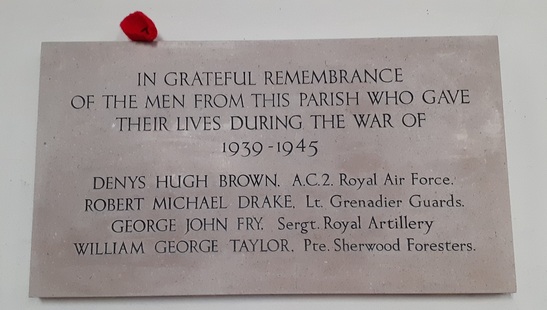 IN GRATEFUL REMEMBRANCE
OF THE MEN FROM THIS PARISH WHO GAVE
THEIR LIVES DURING THE WAR OF
1939-1945
DENYS HUGH BROWN. A.C.2. Royal Air Force.
ROBERT MICHAEL DRAKE, Lt. Grenadier Guards.
GEORGE JOHN FRY, Sergt. Royal Artillery
WILLIAM GEORGE TAYLOR, Pte. Sherwood Foresters.